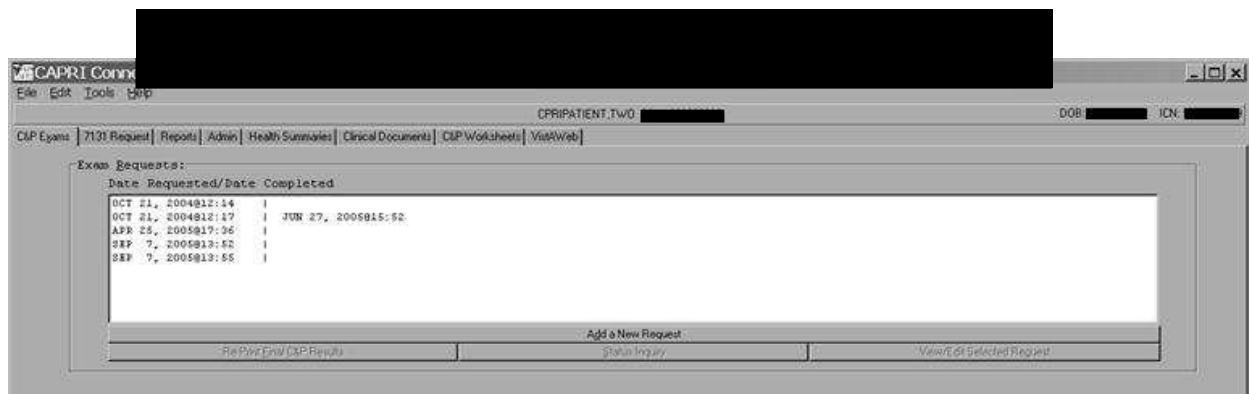 CAPRI Conne
File Edit Tools Help
CPRIPATIENT,TWO DOB: ICN:
C&P Exams 7131 Request Reports Admin Health Summaries Clinical Documents C&P Worksheets VistAWeb
Exam Requests:
Date Requested/Date Completed
OCT 21, 2004@12:14 |
OCT 21, 2004@12:17 | JUN 27, 2005@15:52
APR 25, 2005@17:36 |
SEP 7, 2005@13:52 |
SEP 7, 2005@13:55 |
Add a New Request
Re-Print Final C&P Results Status Inquiry View/Edit Selected Request